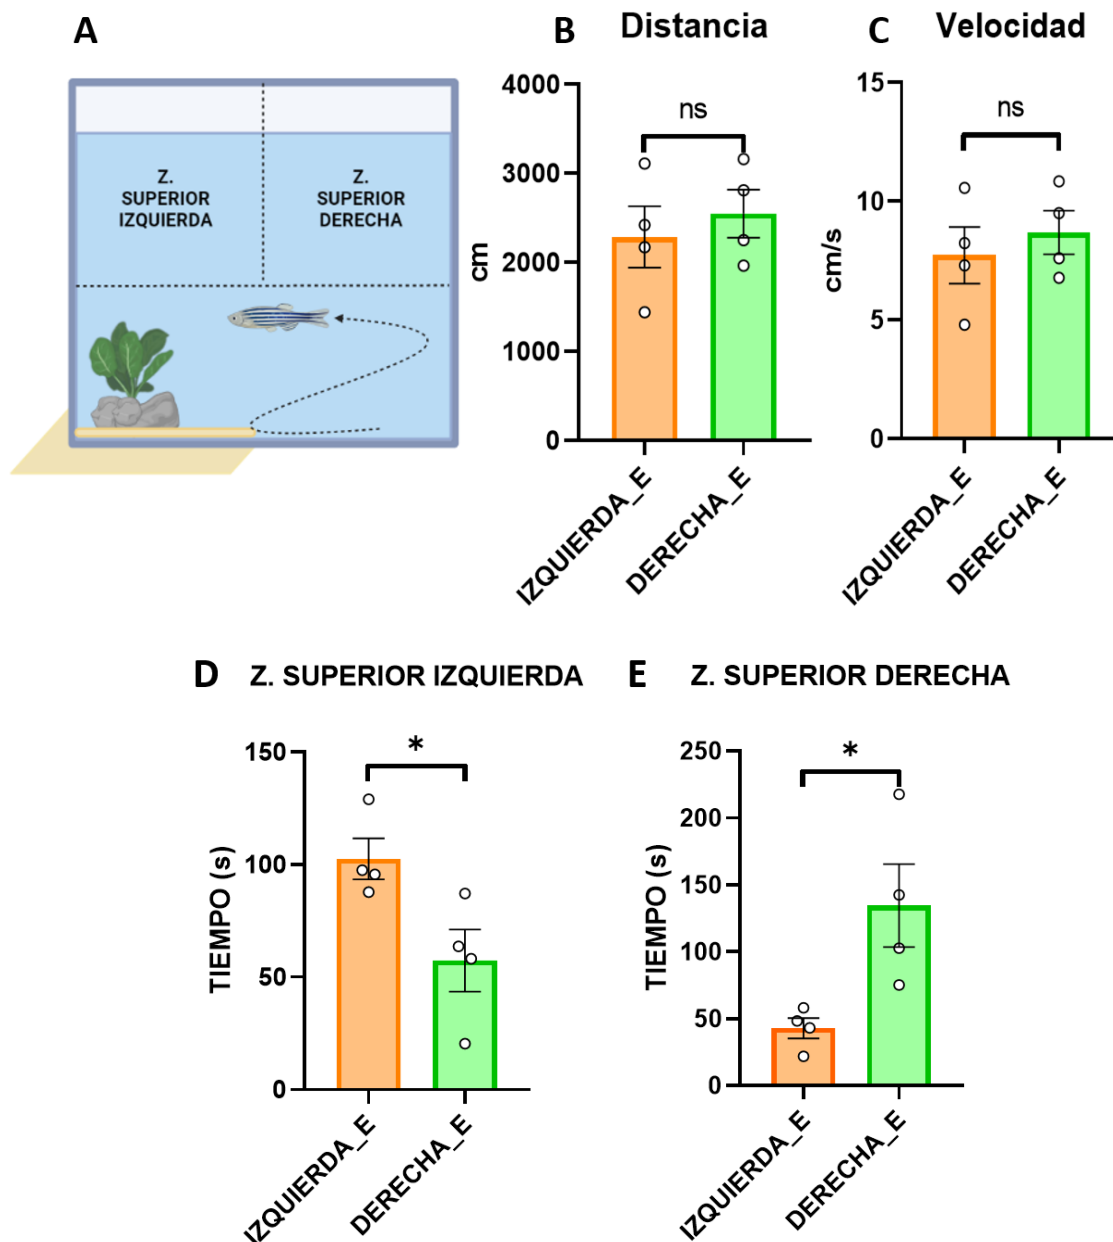 A
Z.
SUPERIOR
IZQUIERDA
Z.
SUPERIOR
DERECHA
B
Distancia
4000
3000
2000
1000
0
cm
ns
IZQUIERDA_E
DERECHA_E
C
Velocidad
15
10
5
0
cm/s
ns
IZQUIERDA_E
DERECHA_E
D
Z. SUPERIOR IZQUIERDA
150
100
50
0
TIEMPO (s)
*
IZQUIERDA_E
DERECHA_E
E
Z. SUPERIOR DERECHA
250
200
150
100
50
0
TIEMPO (s)
*
IZQUIERDA_E
DERECHA_E